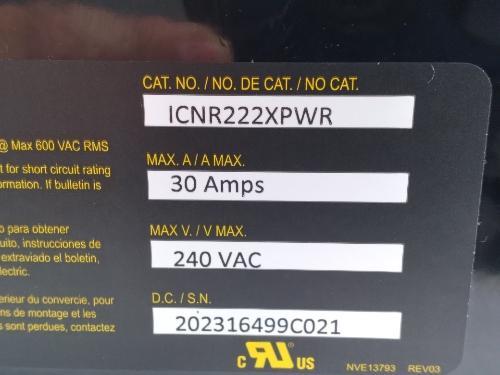 CAT. NO. / NO. DE CAT. / NO CAT.
ICNR222XPWR
@ Max 600 VAC RMS
t for short circuit rating
ormation. If bulletin is
MAX. A / A MAX.
30 Amps
o para obtener
uito, instrucciones de
extraviado el boletin,
lectric.
MAX V. / V MAX.
240 VAC
erieur du convercie, pour
ns de montage et les
s sont perdues, contactez
D.C. / S.N.
202316499C021
c RU US
NVE13793 REV03